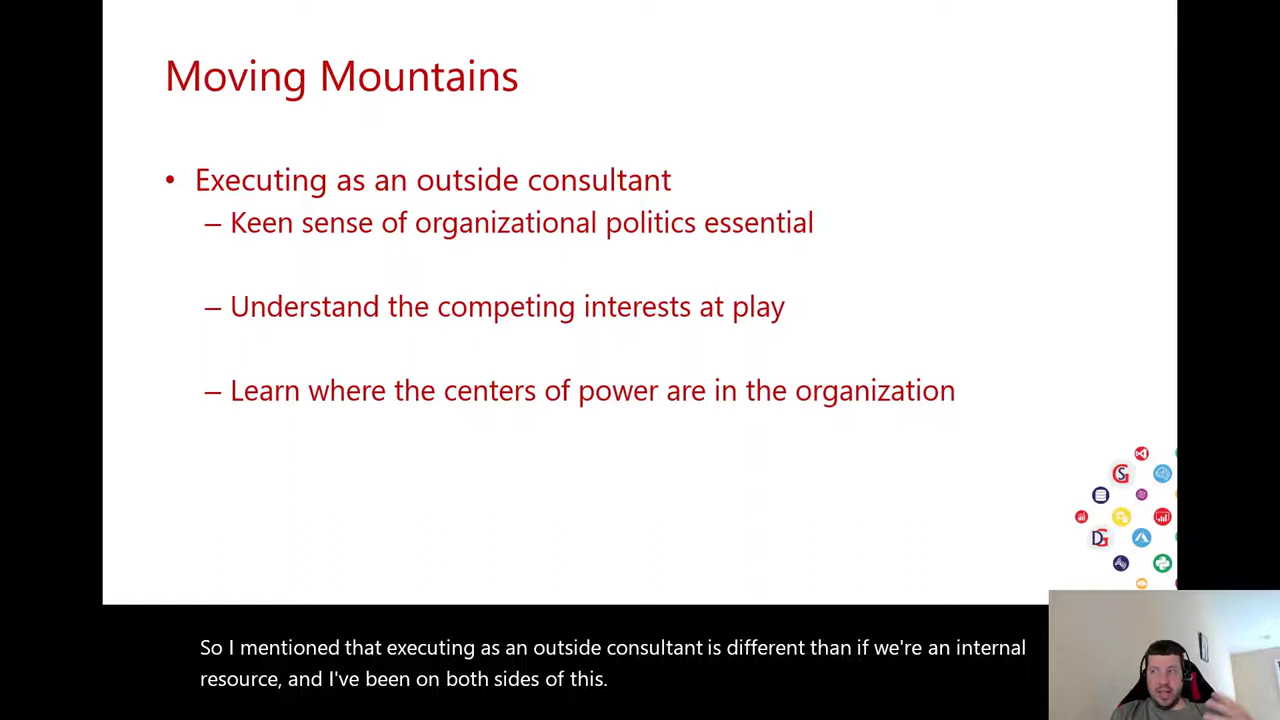 Moving Mountains
• Executing as an outside consultant
– Keen sense of organizational politics essential
– Understand the competing interests at play
– Learn where the centers of power are in the organization
GS
DG
So I mentioned that executing as an outside consultant is different than if we're an internal
resource, and I've been on both sides of this.